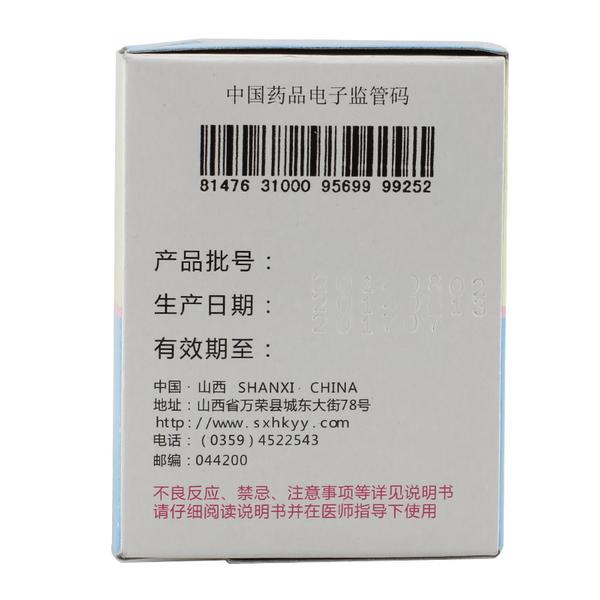 中国药品电子监管码
81476 31000 95699 99252
产品批号：
生产日期：
有效期至：
201707
中国·山西 SHANXI·CHINA
地址：山西省万荣县城东大街78号
http://www.sxhkyy.com
电话：(0359)4522543
邮编：044200
不良反应、禁忌、注意事项等详见说明书
请仔细阅读说明书并在医师指导下使用